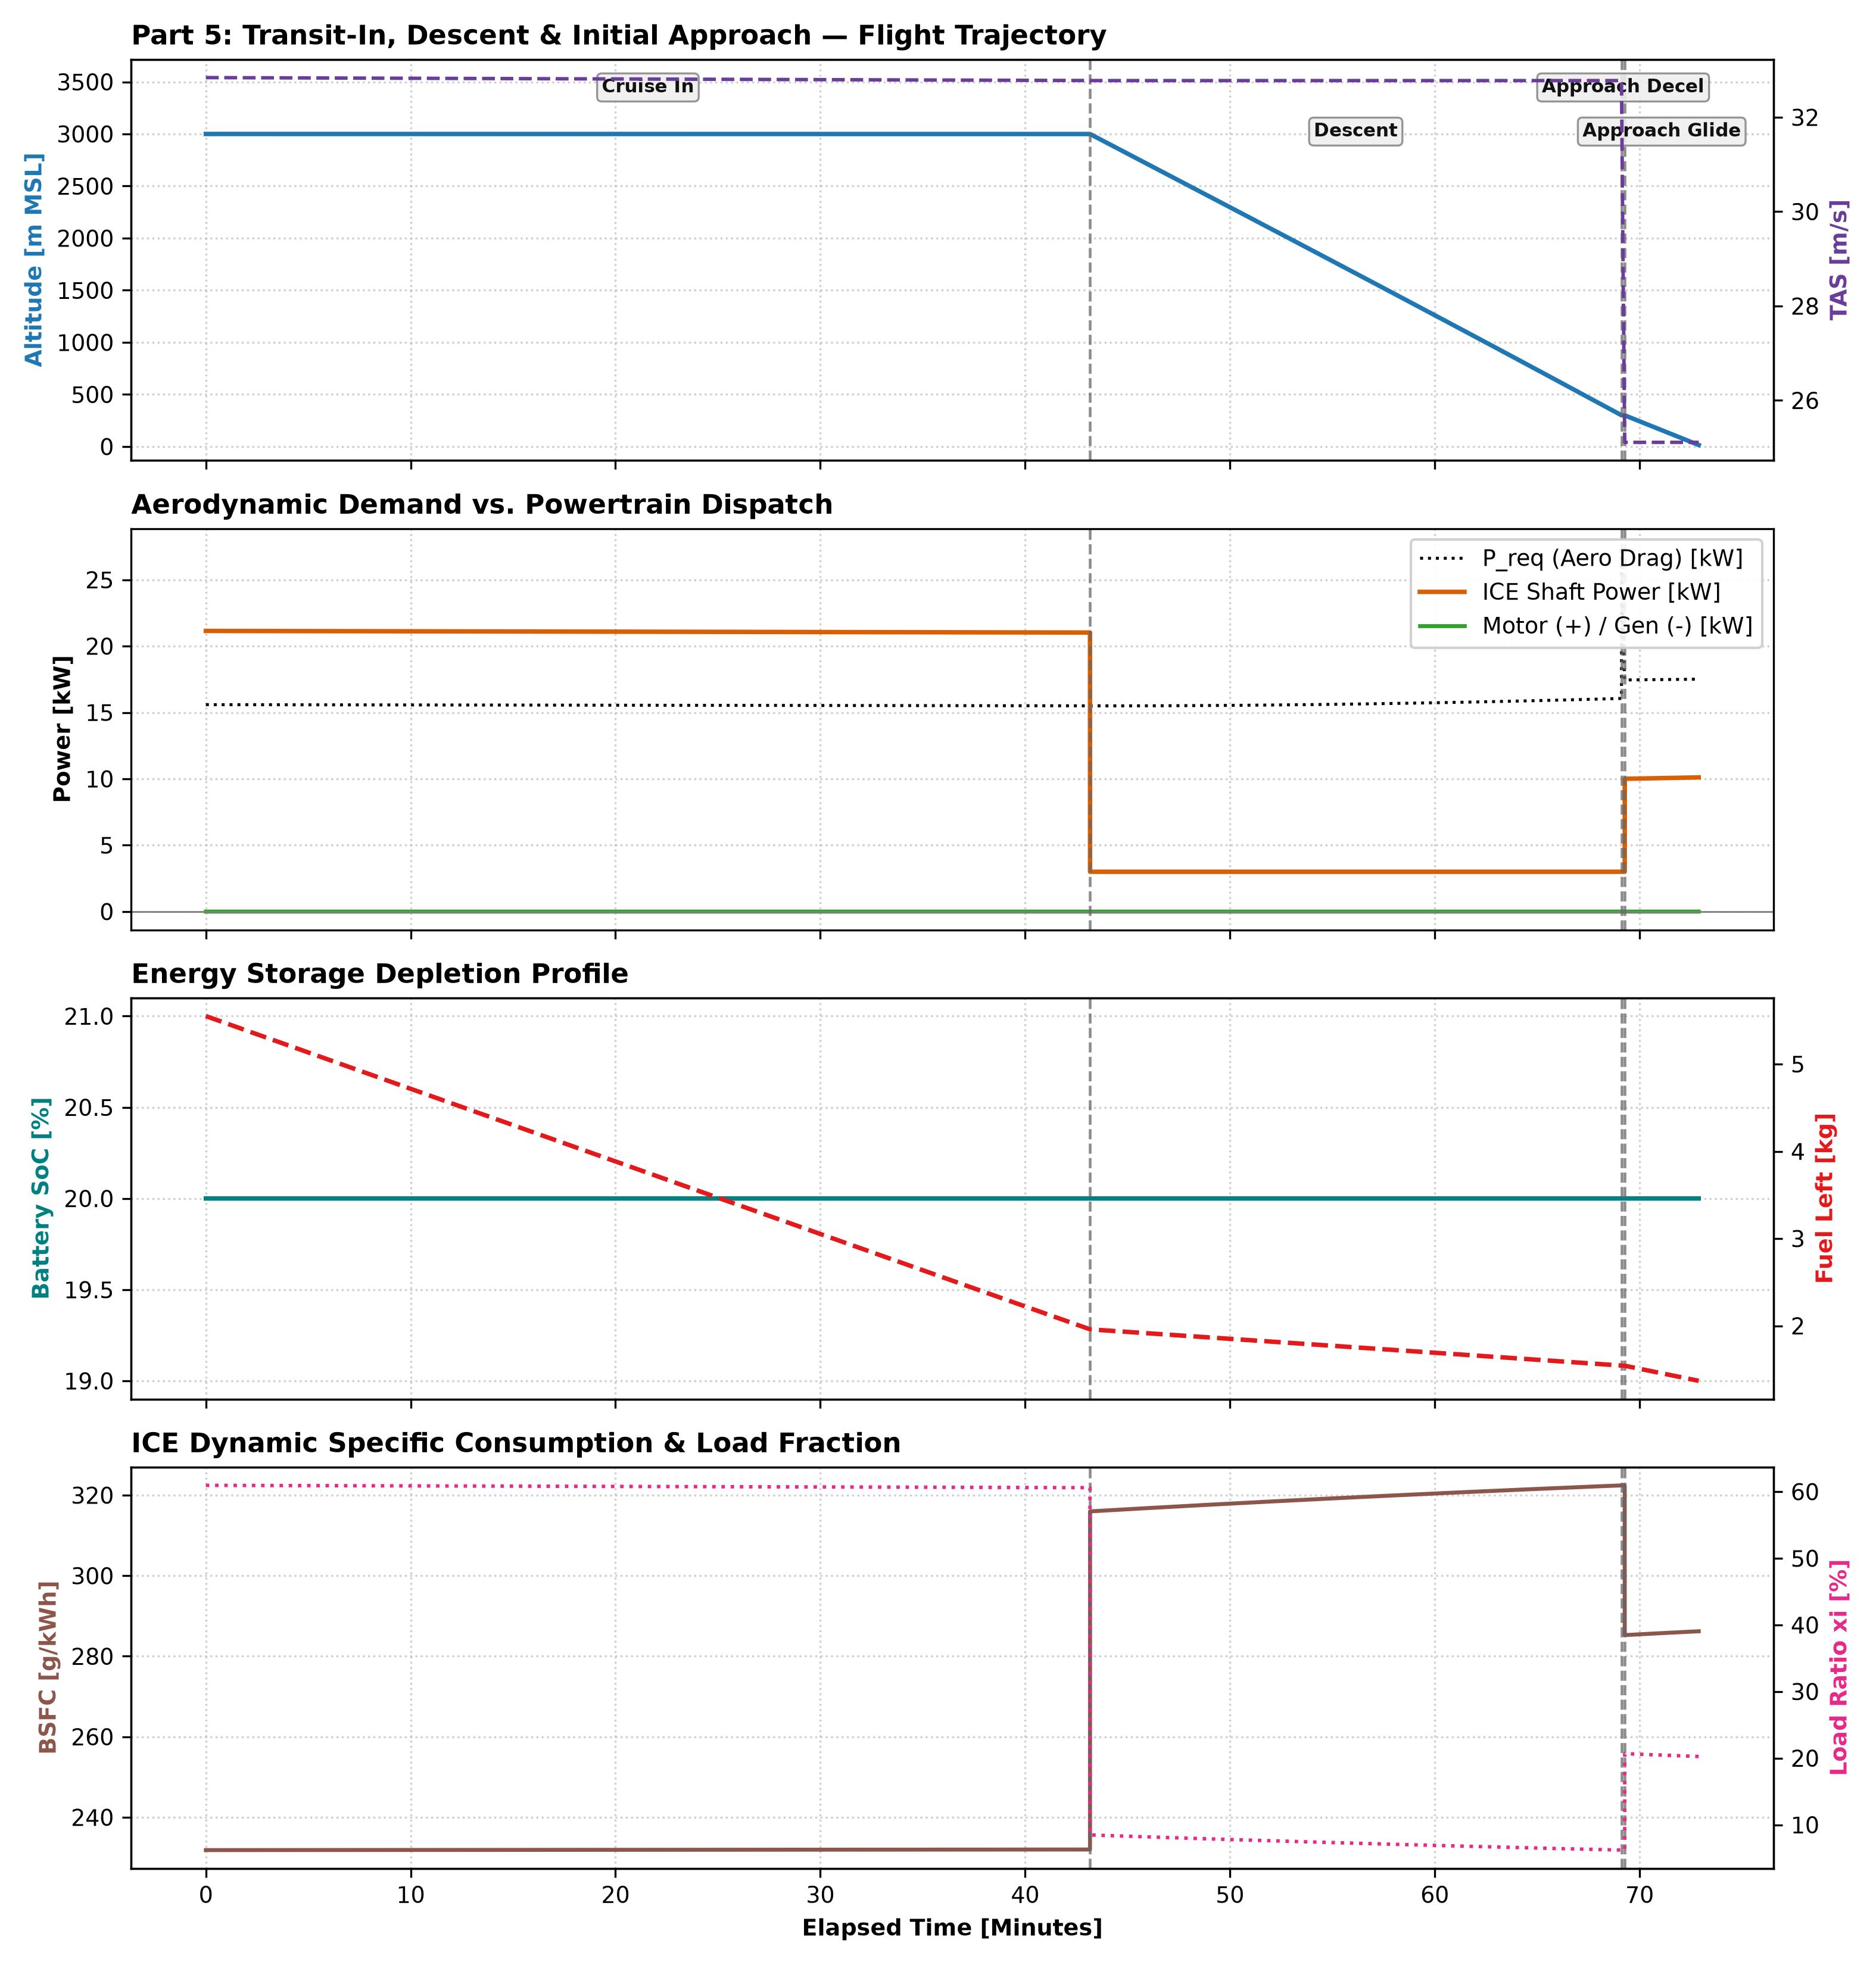 Part 5: Transit-In, Descent & Initial Approach — Flight Trajectory
3500
3000
2500
2000
1500
1000
500
0
Altitude [m MSL]
Cruise In
Descent
Approach Decel
Approach Glide
32
30
28
26
TAS [m/s]
Aerodynamic Demand vs. Powertrain Dispatch
25
20
15
10
5
0
Power [kW]
P_req (Aero Drag) [kW]
ICE Shaft Power [kW]
Motor (+) / Gen (-) [kW]
Energy Storage Depletion Profile
21.0
20.5
20.0
19.5
19.0
Battery SoC [%]
5
4
3
2
Fuel Left [kg]
ICE Dynamic Specific Consumption & Load Fraction
320
300
280
260
240
BSFC [g/kWh]
60
50
40
30
20
10
Load Ratio xi [%]
0 10 20 30 40 50 60 70
Elapsed Time [Minutes]